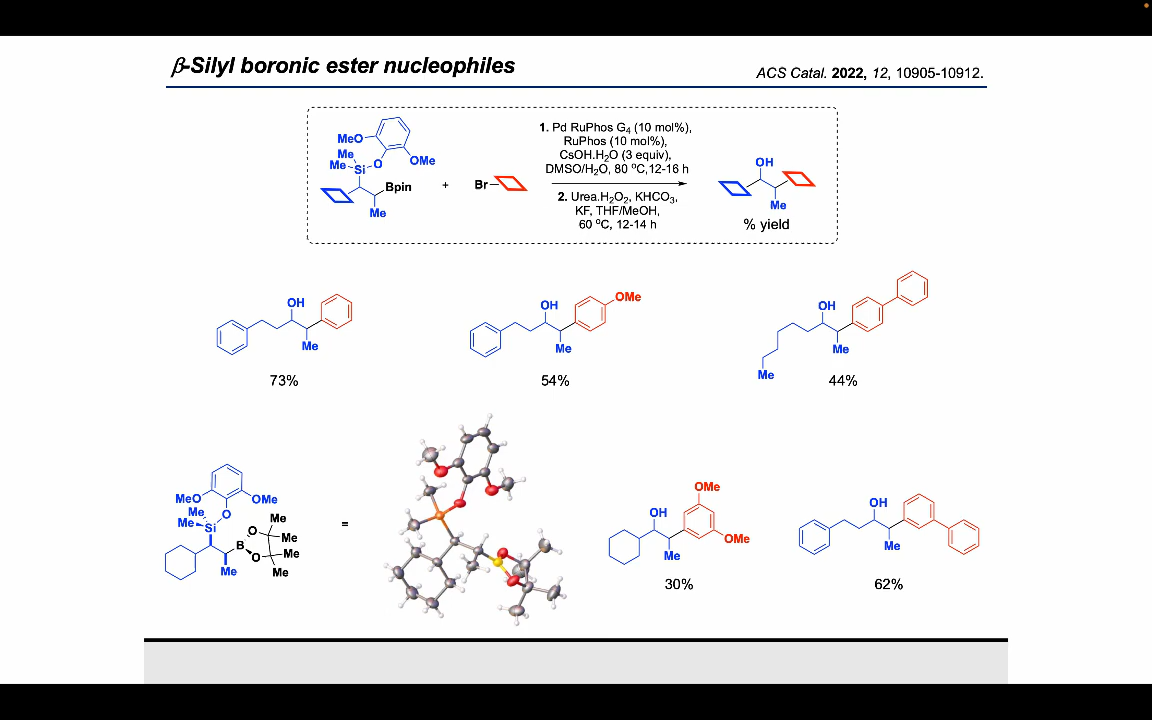 β-Silyl boronic ester nucleophiles
ACS Catal. 2022, 12, 10905-10912.
MeO
OMe
Me
Me
Si
O
Bpin
Me
+
Br
1. Pd RuPhos G4 (10 mol%),
RuPhos (10 mol%),
CsOH.H2O (3 equiv),
DMSO/H2O, 80 ºC,12-16 h
2. Urea.H2O2, KHCO3,
KF, THF/MeOH,
60 ºC, 12-14 h
OH
Me
% yield
OH
Me
73%
OH
OMe
Me
54%
OH
Me
Me
44%
MeO
OMe
Me
Me
Si
O
B
O
O
Me
Me
Me
Me
Me
=
OH
OMe
OMe
Me
30%
OH
Me
62%